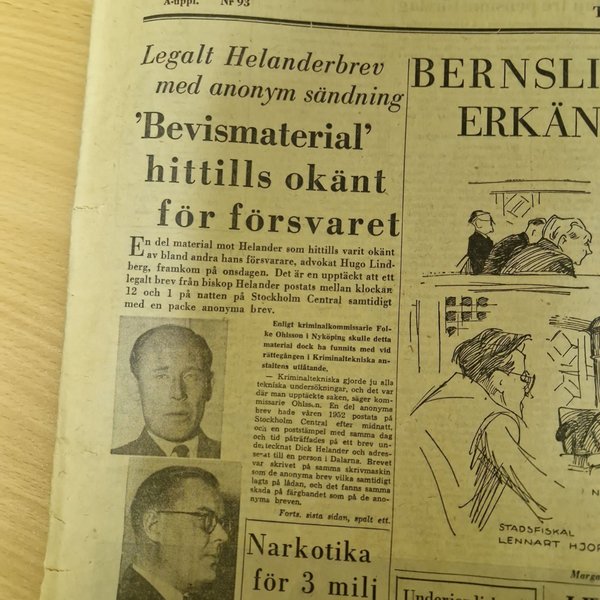 A-uppl. Nr 93
T
Legalt Helanderbrev
med anonym sändning
'Bevismaterial'
hittills okänt
för försvaret
En del material mot Helander som hittills varit okänt
av bland andra hans försvarare, advokat Hugo Lind-
berg, framkom på onsdagen. Det är en upptäckt att ett
legalt brev från biskop Helander postats mellan klockan
12 och 1 på natten på Stockholm Central samtidigt
med en packe anonyma brev.
Enligt kriminalkommissarie Fol-
ke Ohlsson i Nyköping skulle detta
material dock ha funnits med vid
rättegången i Kriminaltekniska an-
staltens utlåtande.
— Kriminaltekniska gjorde ju alla
tekniska undersökningar, och det var
där man upptäckte saken, säger kom-
missarie Ohlsson. En del anonyma
brev hade våren 1952 postats på
Stockholm Central efter midnatt,
och en poststämpel med samma dag
och tid påträffades på ett brev un-
dertecknat Dick Helander och adres-
serat till en person i Dalarna. Brevet
var skrivet på samma skrivmaskin
som de anonyma brev vilka samtidigt
lagts på lådan, och det fanns samma
skada på färgbandet som på de ano-
nyma breven.
Forts. sista sidan, spalt ett.
Narkotika
för 3 milj
BERNSLI
ERKÄN
STADSFISKAL
LENNART HJOR
N
Marga